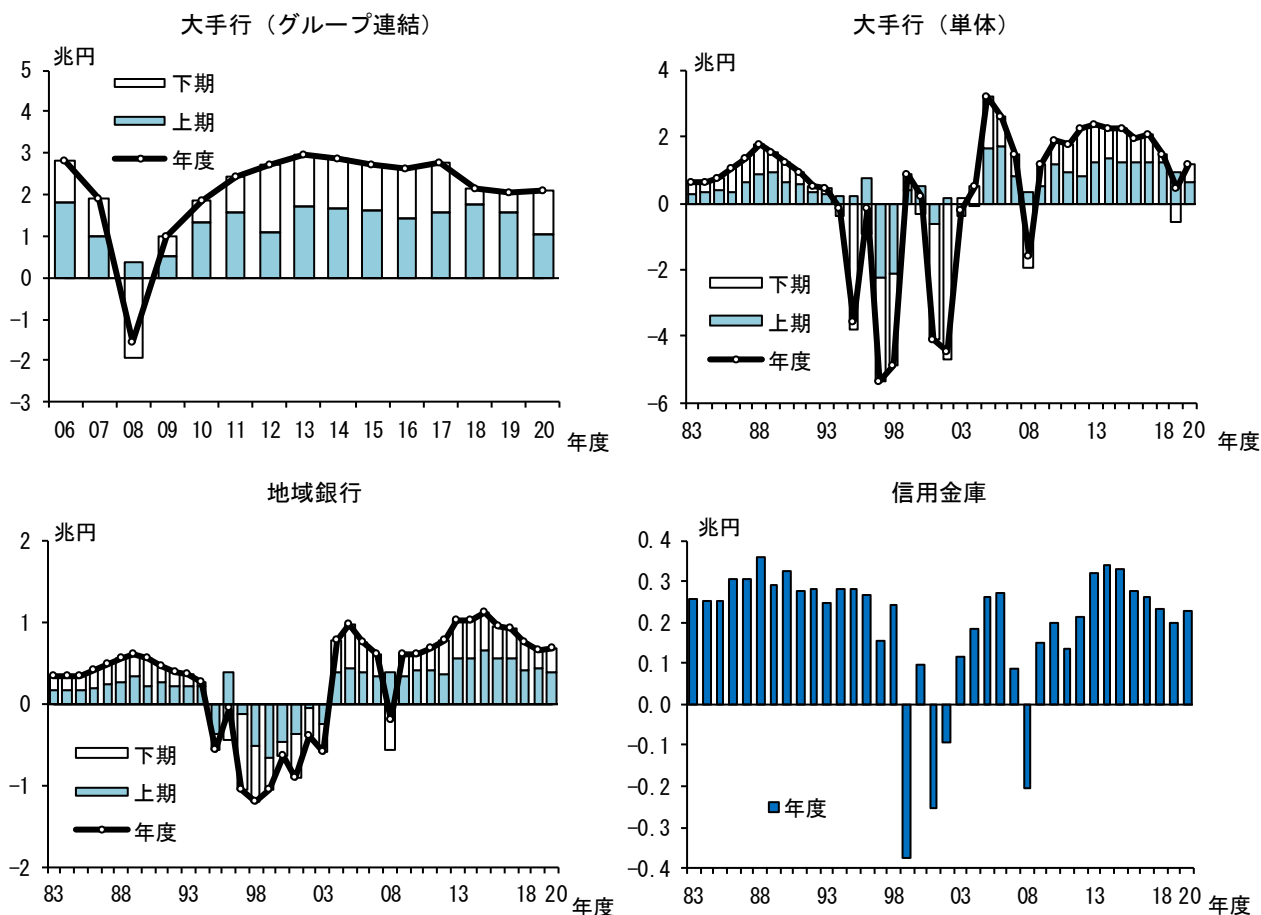 大手行（グループ連結）
兆円
5
4
3
2
1
0
-1
-2
-3
下期
上期
年度
06 07 08 09 10 11 12 13 14 15 16 17 18 19 20
年度
大手行（単体）
兆円
4
2
0
-2
-4
-6
下期
上期
年度
83 88 93 98 03 08 13 18 20
年度
地域銀行
兆円
2
1
0
-1
-2
下期
上期
年度
83 88 93 98 03 08 13 18 20
年度
信用金庫
兆円
0.4
0.3
0.2
0.1
0.0
-0.1
-0.2
-0.3
-0.4
年度
83 88 93 98 03 08 13 18 20
年度